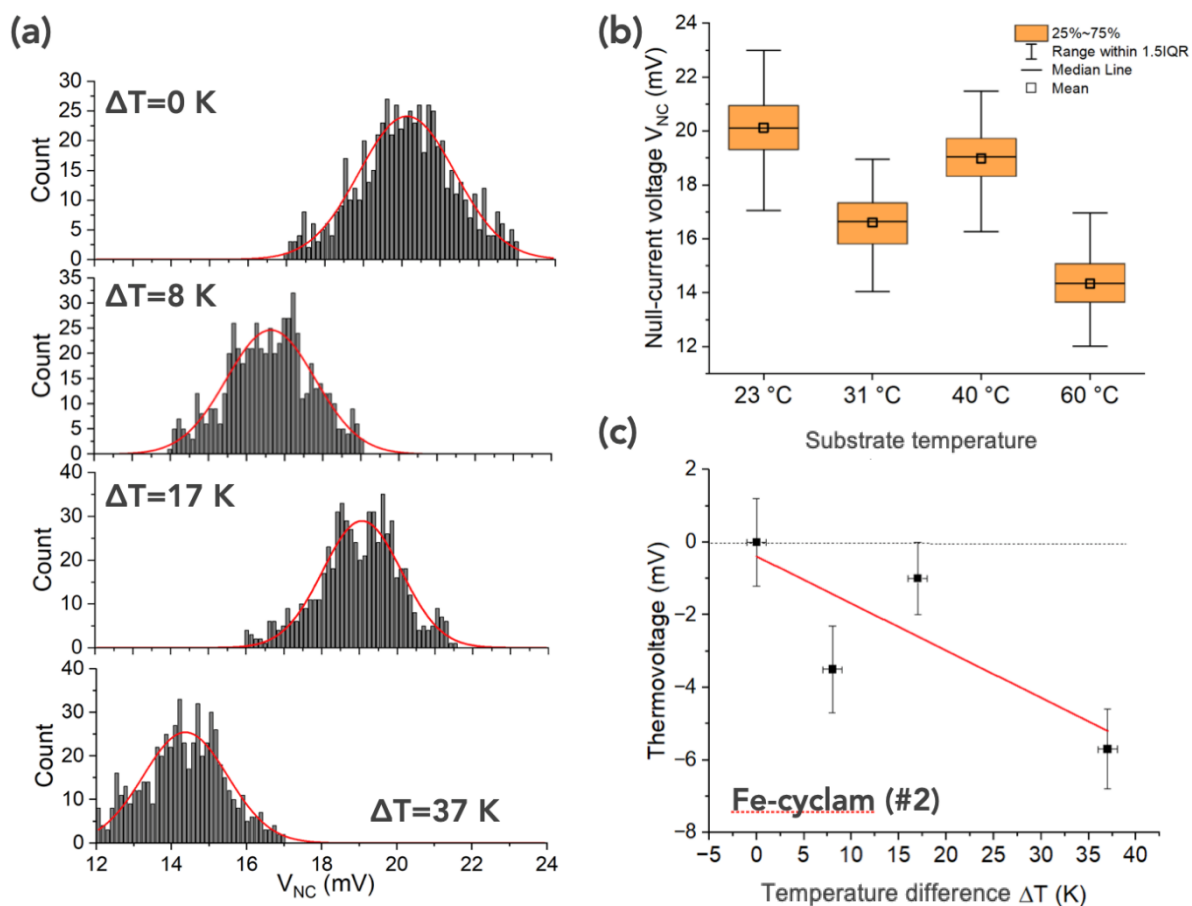 (a)
30
25
20
15
10
5
0
Count
ΔT=0 K
35
30
25
20
15
10
5
0
Count
ΔT=8 K
40
30
20
10
0
Count
ΔT=17 K
40
30
20
10
0
Count
ΔT=37 K
12 14 16 18 20 22 24
V_NC (mV)
(b)
24
22
20
18
16
14
12
Null-current voltage V_NC (mV)
25%~75%
Range within 1.5IQR
Median Line
Mean
23 °C 31 °C 40 °C 60 °C
Substrate temperature
(c)
2
0
−2
−4
−6
−8
Thermovoltage (mV)
Fe-cyclam (#2)
−5 0 5 10 15 20 25 30 35 40
Temperature difference ΔT (K)